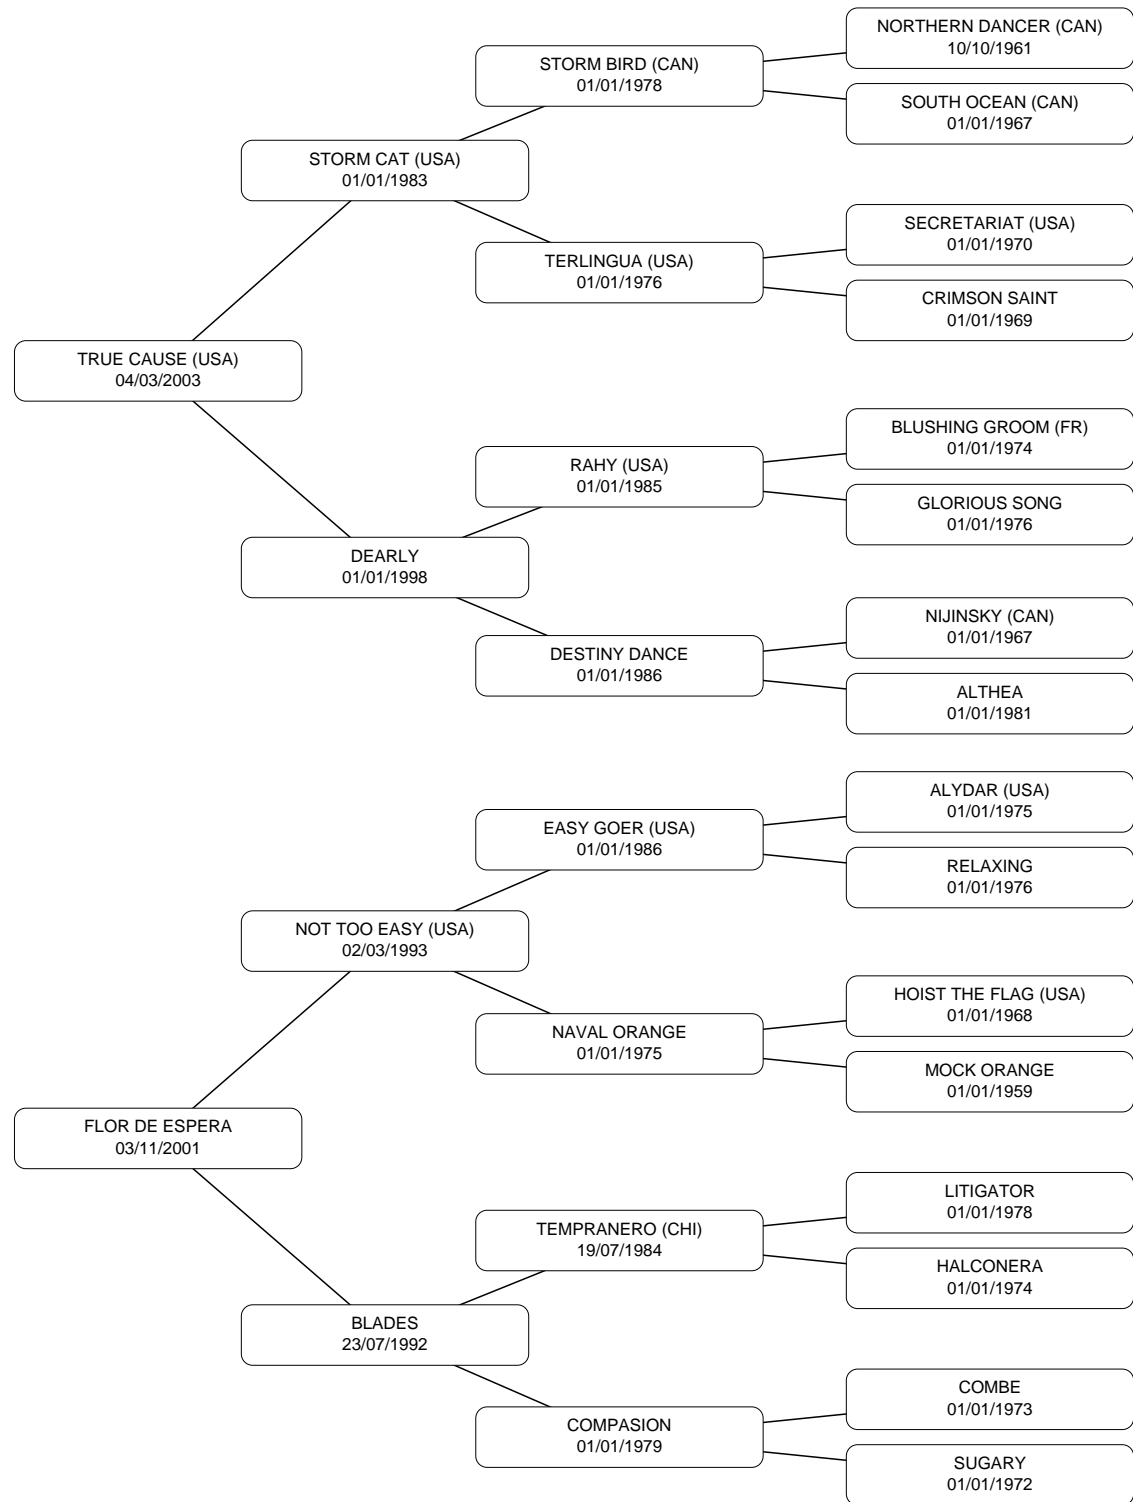 NORTHERN DANCER (CAN)
10/10/1961
STORM BIRD (CAN)
01/01/1978
SOUTH OCEAN (CAN)
01/01/1967
STORM CAT (USA)
01/01/1983
SECRETARIAT (USA)
01/01/1970
TERLINGUA (USA)
01/01/1976
CRIMSON SAINT
01/01/1969
TRUE CAUSE (USA)
04/03/2003
BLUSHING GROOM (FR)
01/01/1974
RAHY (USA)
01/01/1985
GLORIOUS SONG
01/01/1976
DEARLY
01/01/1998
NIJINSKY (CAN)
01/01/1967
DESTINY DANCE
01/01/1986
ALTHEA
01/01/1981
ALYDAR (USA)
01/01/1975
EASY GOER (USA)
01/01/1986
RELAXING
01/01/1976
NOT TOO EASY (USA)
02/03/1993
HOIST THE FLAG (USA)
01/01/1968
NAVAL ORANGE
01/01/1975
MOCK ORANGE
01/01/1959
FLOR DE ESPERA
03/11/2001
LITIGATOR
01/01/1978
TEMPRANERO (CHI)
19/07/1984
HALCONERA
01/01/1974
BLADES
23/07/1992
COMBE
01/01/1973
COMPASION
01/01/1979
SUGARY
01/01/1972